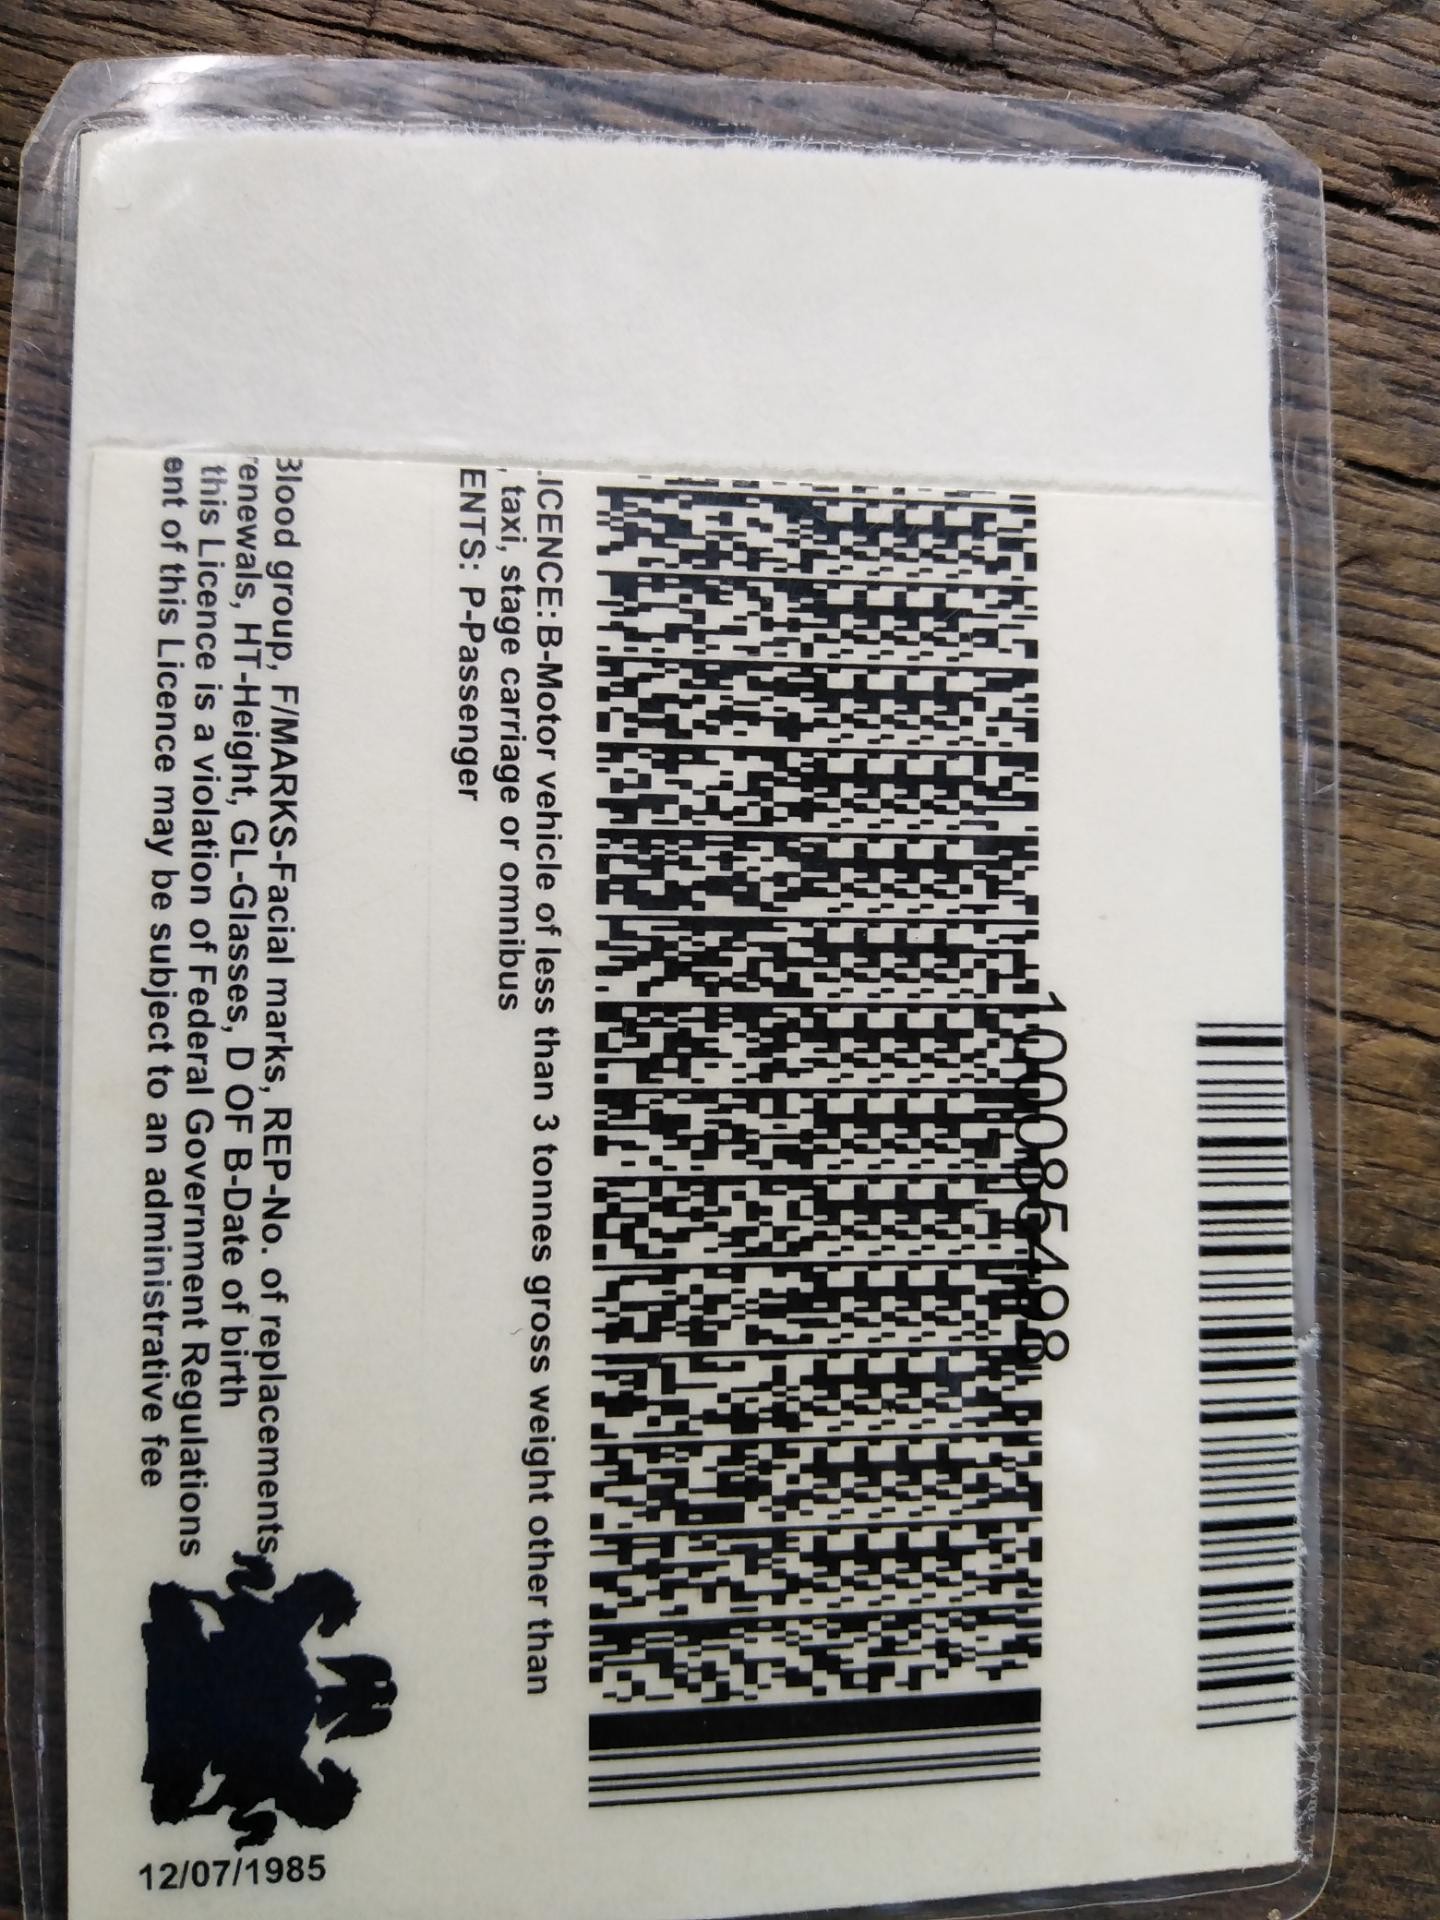 10085498
.ICENCE: B-Motor vehicle of less than 3 tonnes gross weight other than
, taxi, stage carriage or omnibus
ENTS: P-Passenger
Blood group, F/MARKS-Facial marks, REP-No. of replacements
renewals, HT-Height, GL-Glasses, D OF B-Date of birth
this Licence is a violation of Federal Government Regulations
ent of this Licence may be subject to an administrative fee
12/07/1985